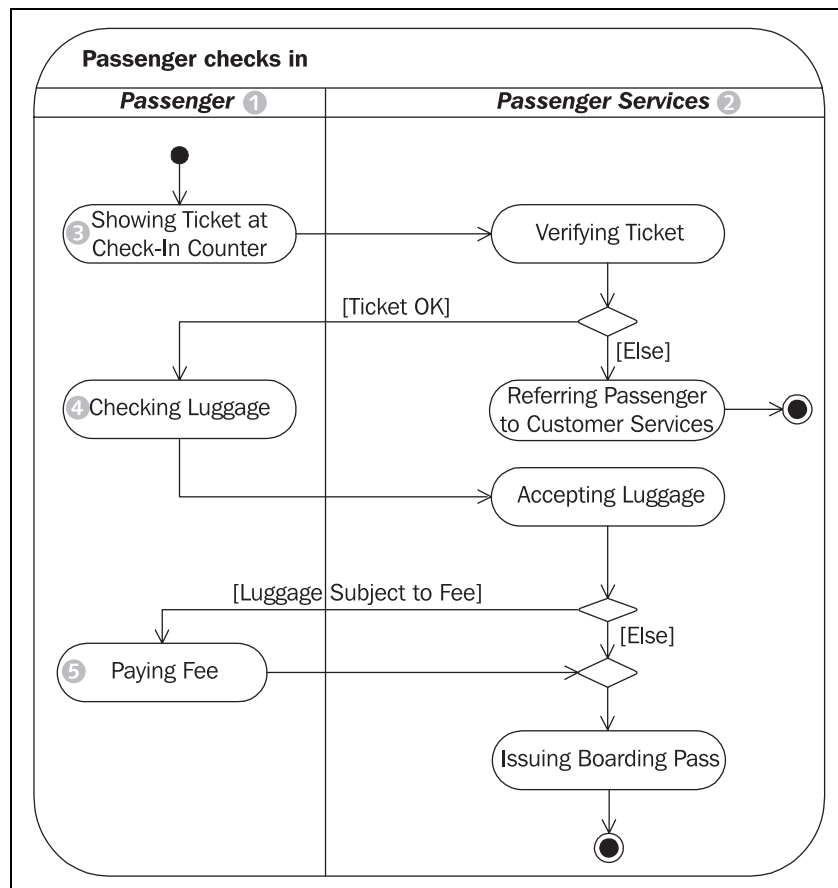 Passenger checks in
Passenger 1
Passenger Services 2
3 Showing Ticket at
Check-In Counter
Verifying Ticket
[Ticket OK]
[Else]
4 Checking Luggage
Referring Passenger
to Customer Services
Accepting Luggage
[Luggage Subject to Fee]
[Else]
5 Paying Fee
Issuing Boarding Pass